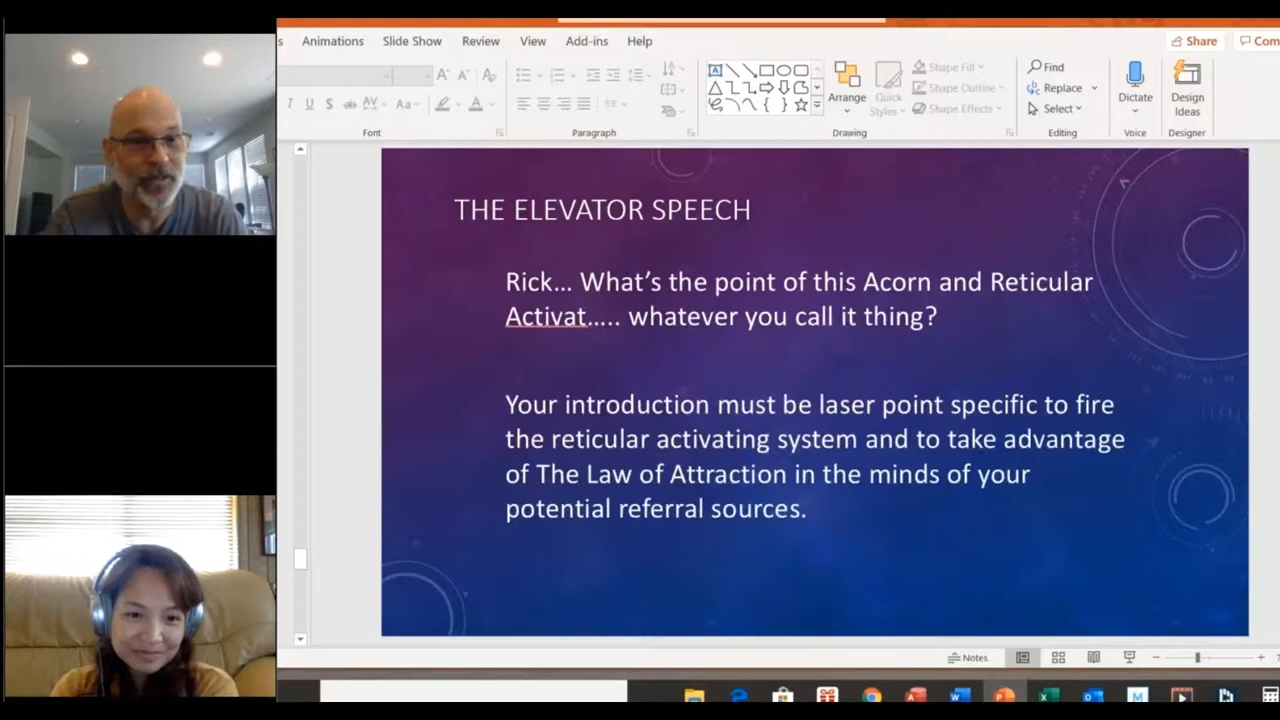 s Animations Slide Show Review View Add-ins Help Share Com
Find
Shape Fill
Replace
Shape Outline
Arrange Quick Styles Dictate Design Ideas
Select
Shape Effects
Font Paragraph Drawing Editing Voice Designer
THE ELEVATOR SPEECH
Rick... What's the point of this Acorn and Reticular
Activat..... whatever you call it thing?
Your introduction must be laser point specific to fire
the reticular activating system and to take advantage
of The Law of Attraction in the minds of your
potential referral sources.
Notes